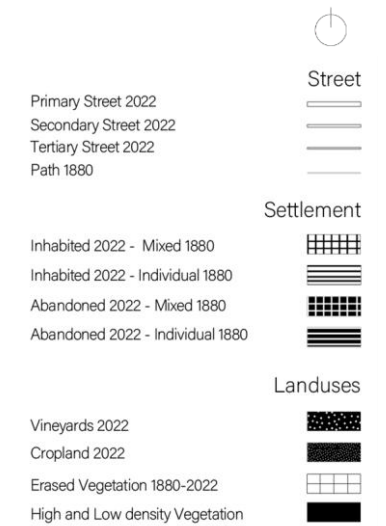 Street
Primary Street 2022
Secondary Street 2022
Tertiary Street 2022
Path 1880
Settlement
Inhabited 2022 - Mixed 1880
Inhabited 2022 - Individual 1880
Abandoned 2022 - Mixed 1880
Abandoned 2022 - Individual 1880
Landuses
Vineyards 2022
Cropland 2022
Erased Vegetation 1880-2022
High and Low density Vegetation